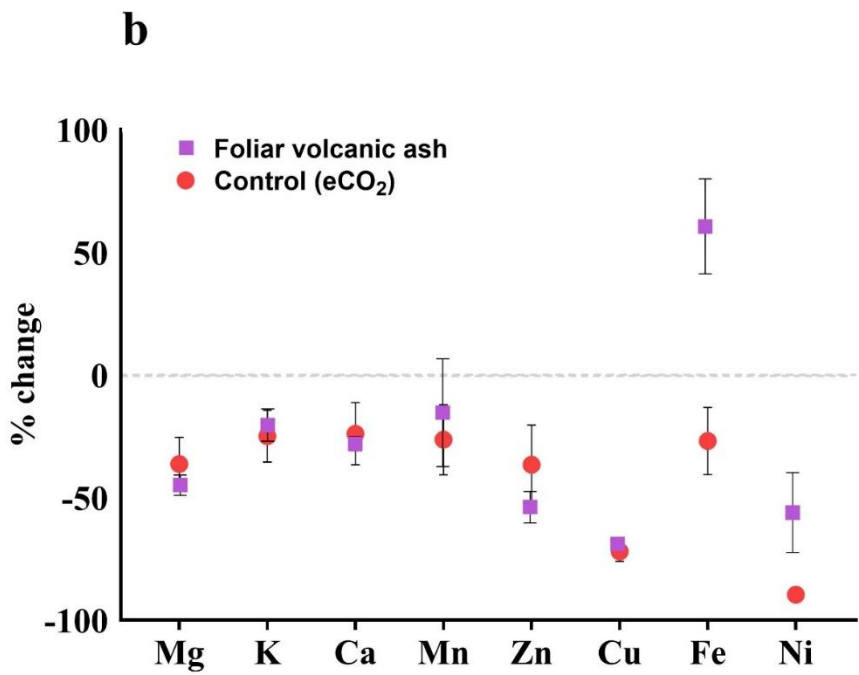 b
100
50
0
-50
-100
% change
Foliar volcanic ash
Control (eCO₂)
Mg K Ca Mn Zn Cu Fe Ni